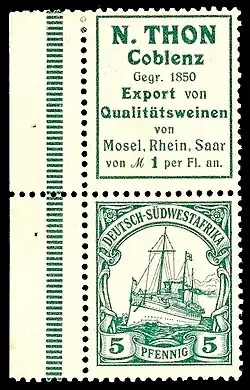 N. THON
Coblenz
Gegr. 1850
Export von
Qualitätsweinen
von
Mosel, Rhein, Saar
von ℳ 1 per Fl. an.
DEUTSCH-SÜDWESTAFRIKA
5 PFENNIG 5